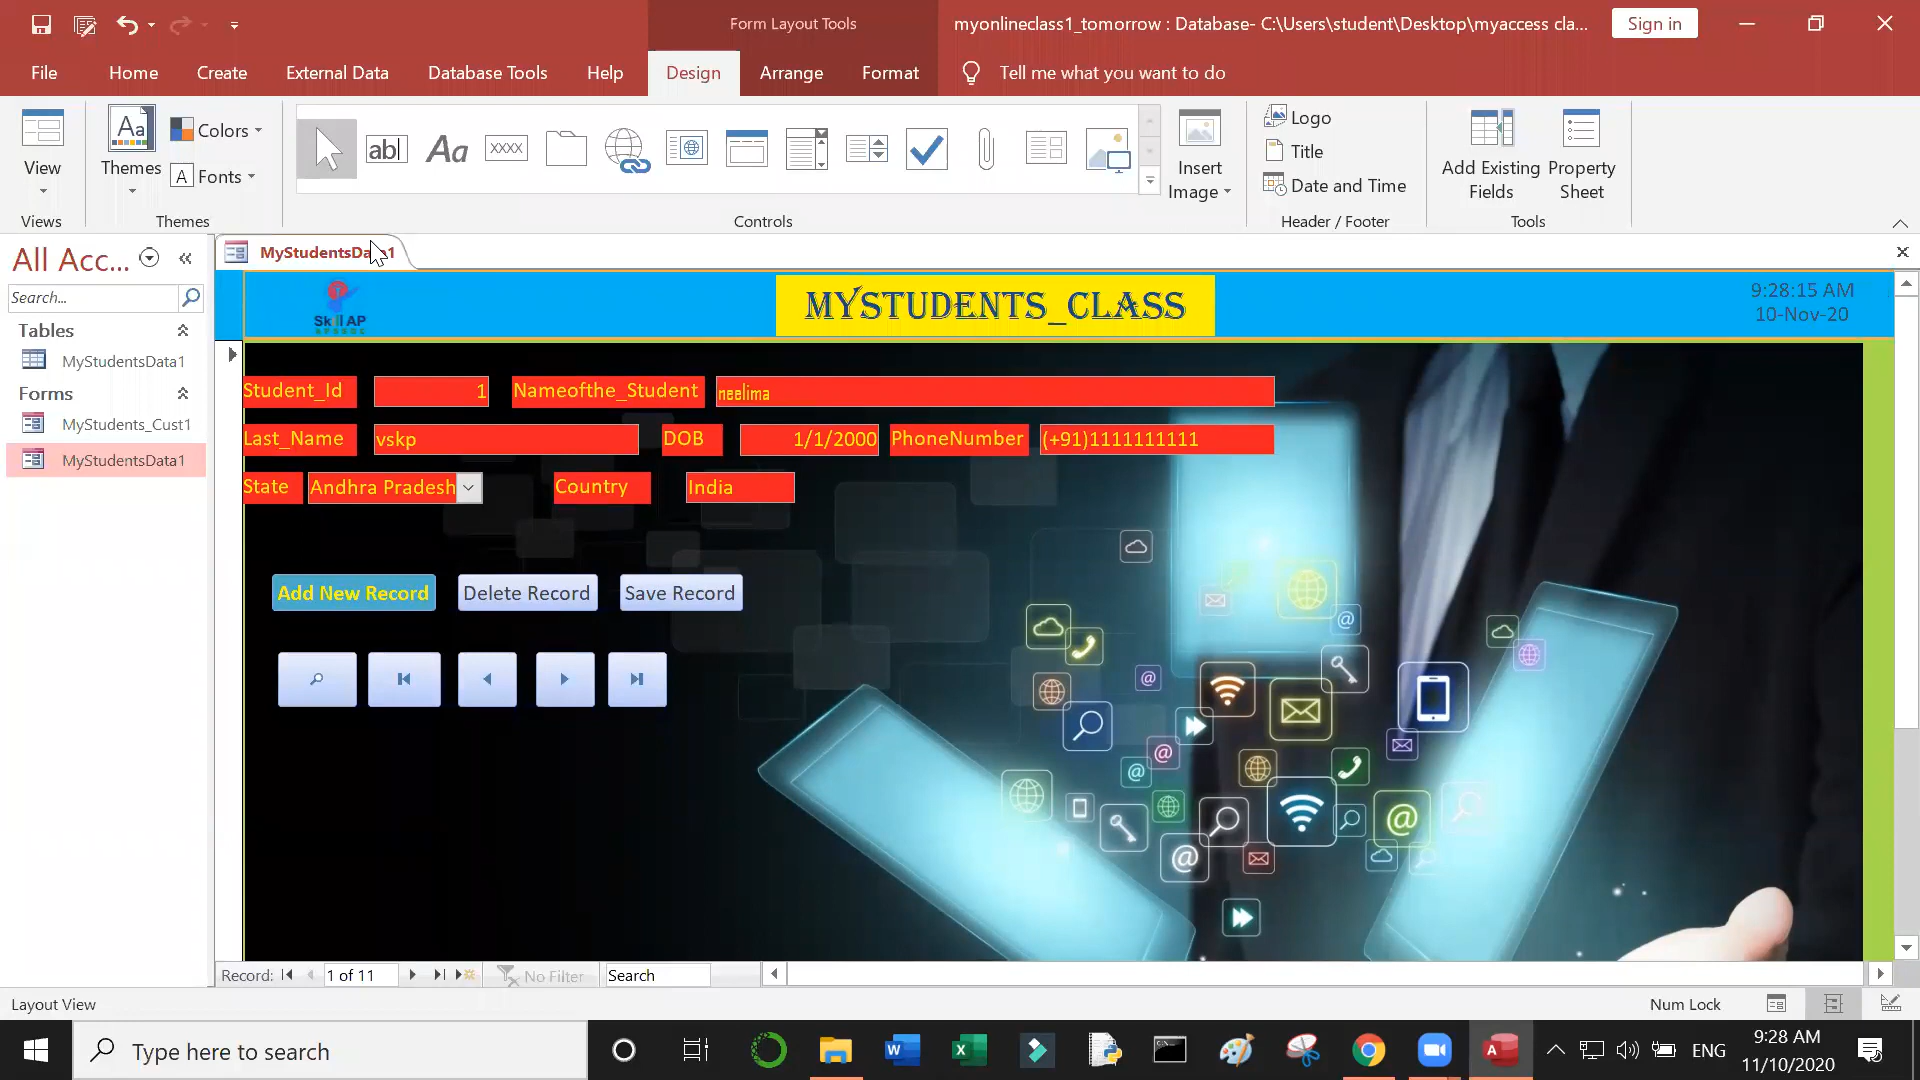 Form Layout Tools
myonlineclass1_tomorrow : Database- C:\Users\student\Desktop\myaccess cla...
Sign in
File
Home
Create
External Data
Database Tools
Help
Design
Arrange
Format
Tell me what you want to do
View
Themes
Colors
Fonts
Aa
ab|
Aa
XXXX
Insert Image
Logo
Title
Date and Time
Add Existing Fields
Property Sheet
Views
Themes
Controls
Header / Footer
Tools
All Acc...
Search...
Tables
MyStudentsData1
Forms
MyStudents_Cust1
MyStudentsData1
MyStudentsData1
Skill AP
MYSTUDENTS_CLASS
9:28:15 AM
10-Nov-20
Student_Id 1 Nameofthe_Student neelima
Last_Name vskp DOB 1/1/2000 PhoneNumber (+91)1111111111
State Andhra Pradesh Country India
Add New Record Delete Record Save Record
Record: 1 of 11 No Filter Search
Layout View
Num Lock
Type here to search
ENG
9:28 AM
11/10/2020